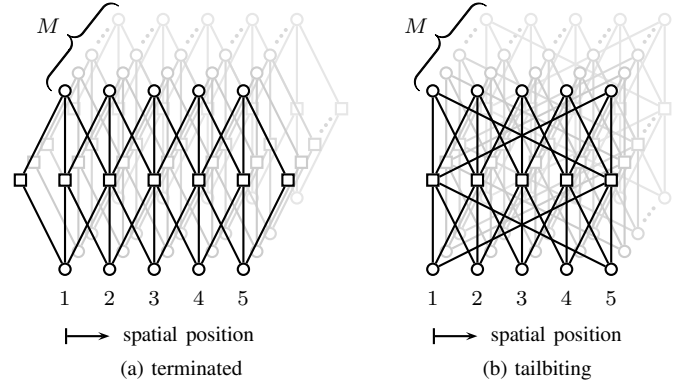 M M
1 2 3 4 5 1 2 3 4 5
spatial position spatial position
(a) terminated (b) tailbiting